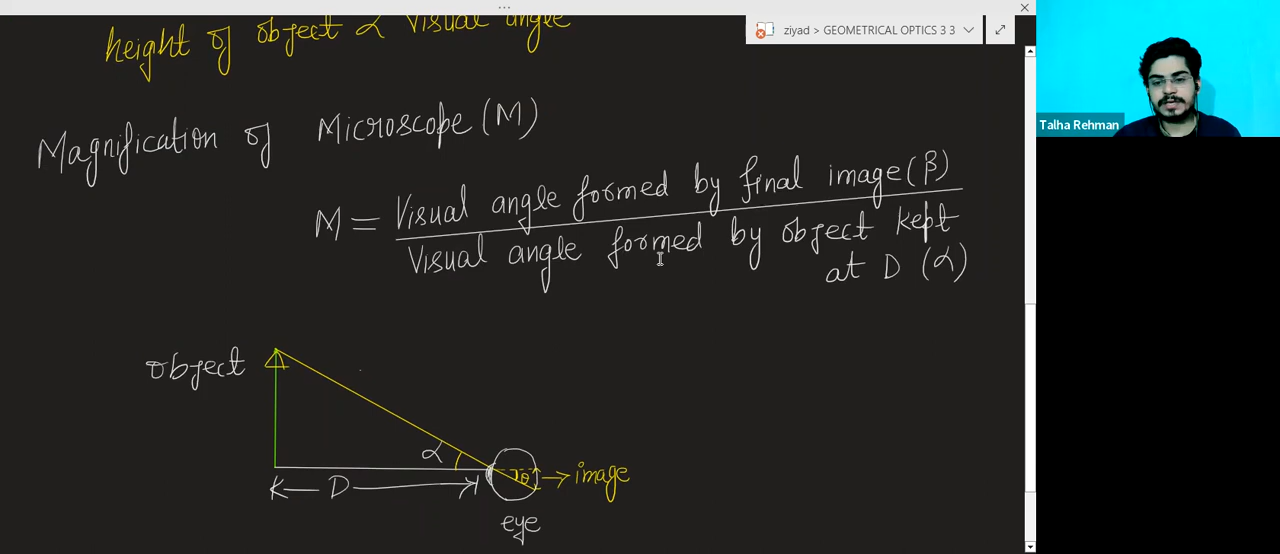 ziyad > GEOMETRICAL OPTICS 3 3
height of object α Visual angle
Talha Rehman
Magnification of Microscope (M)
M = Visual angle formed by final image (β)
Visual angle formed by object kept
at D (α)
object
α
θ
→ image
D
eye